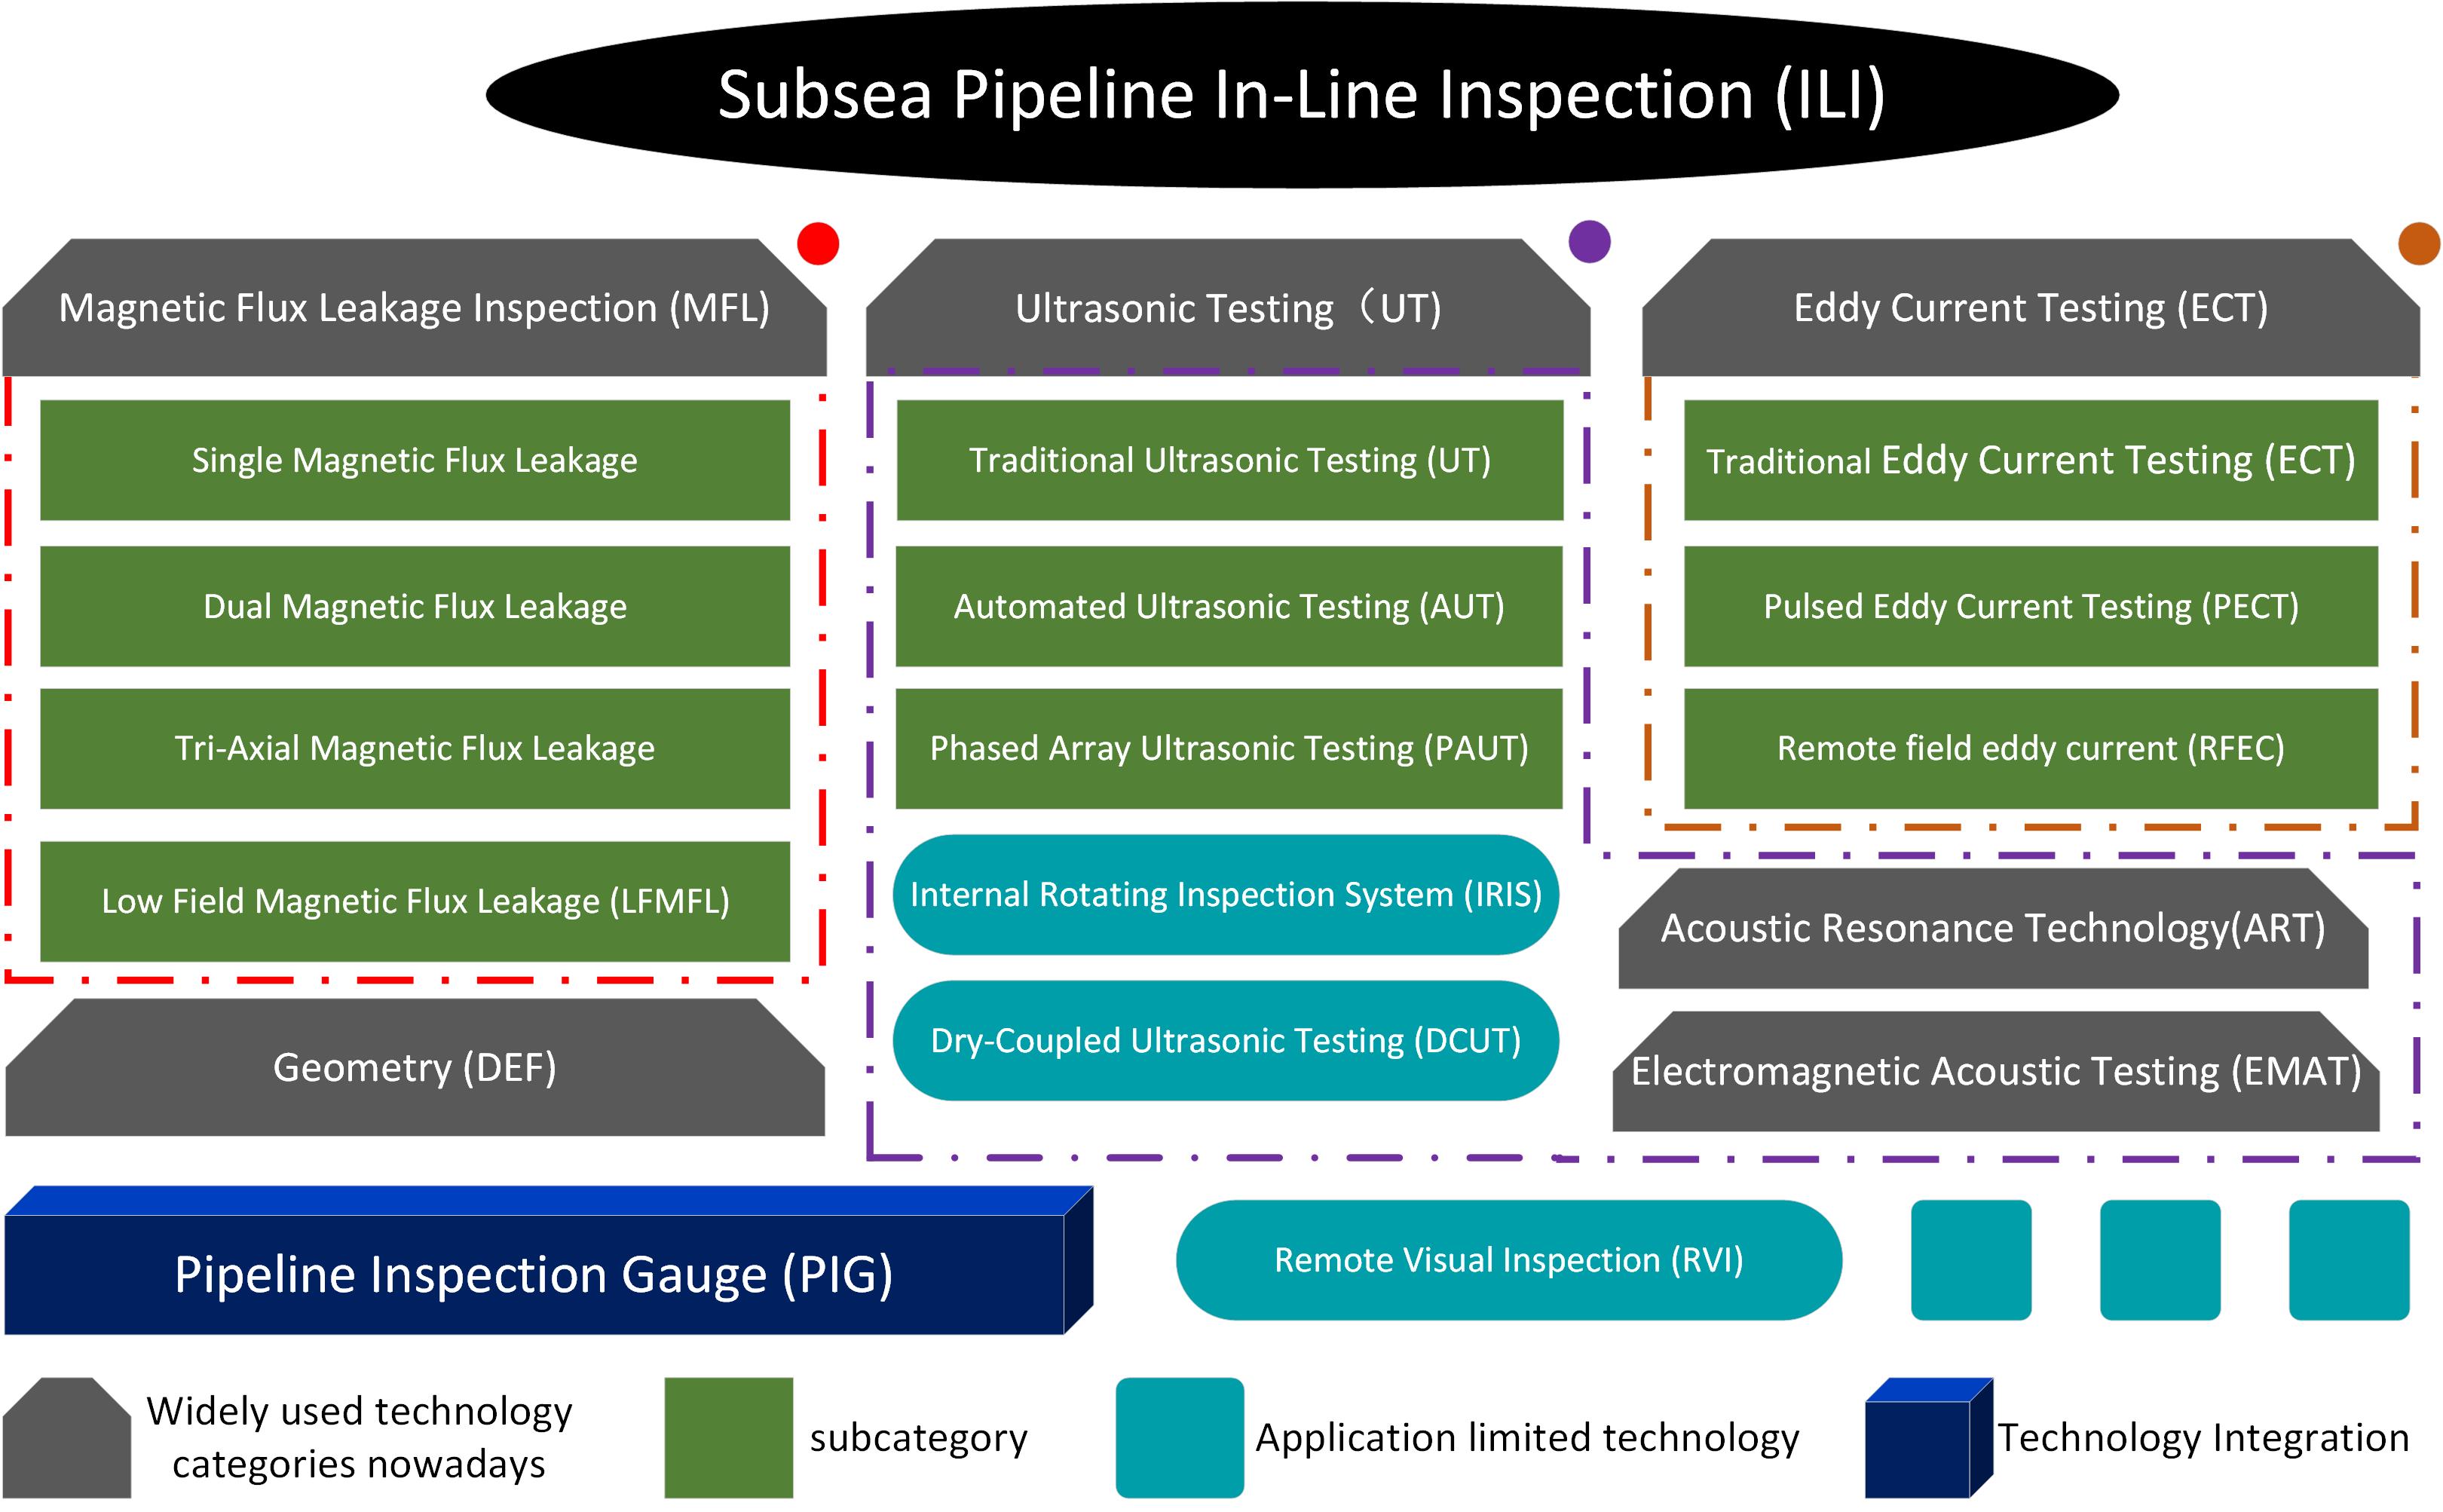 Subsea Pipeline In-Line Inspection (ILI)
Magnetic Flux Leakage Inspection (MFL)
Single Magnetic Flux Leakage
Dual Magnetic Flux Leakage
Tri-Axial Magnetic Flux Leakage
Low Field Magnetic Flux Leakage (LFMFL)
Geometry (DEF)
Ultrasonic Testing（UT)
Traditional Ultrasonic Testing (UT)
Automated Ultrasonic Testing (AUT)
Phased Array Ultrasonic Testing (PAUT)
Internal Rotating Inspection System (IRIS)
Dry-Coupled Ultrasonic Testing (DCUT)
Eddy Current Testing (ECT)
Traditional Eddy Current Testing (ECT)
Pulsed Eddy Current Testing (PECT)
Remote field eddy current (RFEC)
Acoustic Resonance Technology(ART)
Electromagnetic Acoustic Testing (EMAT)
Pipeline Inspection Gauge (PIG)
Remote Visual Inspection (RVI)
Widely used technology
categories nowadays
subcategory
Application limited technology
Technology Integration